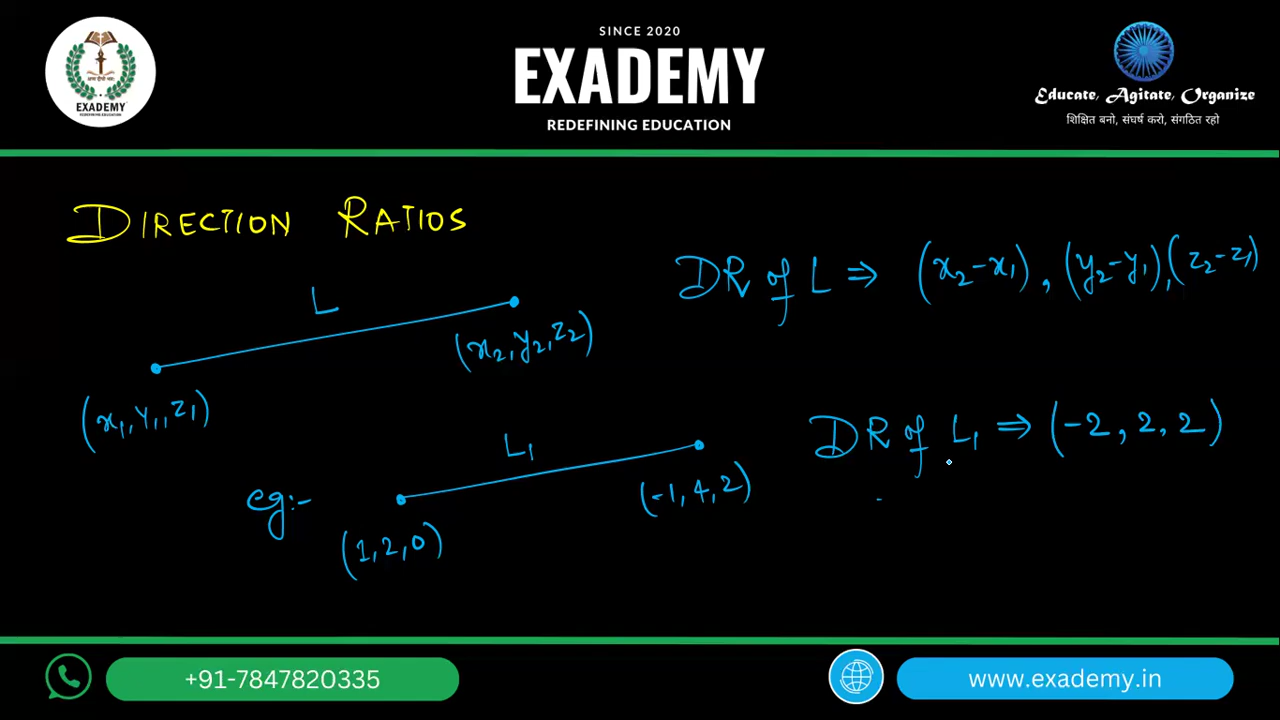 SINCE 2020
EXADEMY
REDEFINING EDUCATION
EXADEMY
REDEFINING EDUCATION
Educate, Agitate, Organize
शिक्षित बनो, संघर्ष करो, संगठित रहो
DIRECTION RATIOS
DR of L ⇒ (x2-x1), (y2-y1), (z2-z1)
L
(x2, y2, z2)
(x1, y1, z1)
DR of L1 ⇒ (-2, 2, 2)
L1
eg:-
(-1, 4, 2)
(1, 2, 0)
+91-7847820335
www.exademy.in